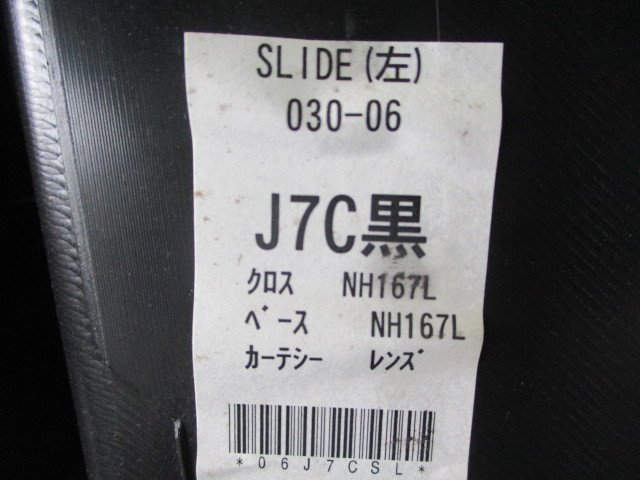 SLIDE(左)
030-06
J7C黒
ｸﾛｽ NH167L
ﾍﾞｰｽ NH167L
ｶｰﾃｼｰ ﾚﾝｽﾞ
*06J7CSL*